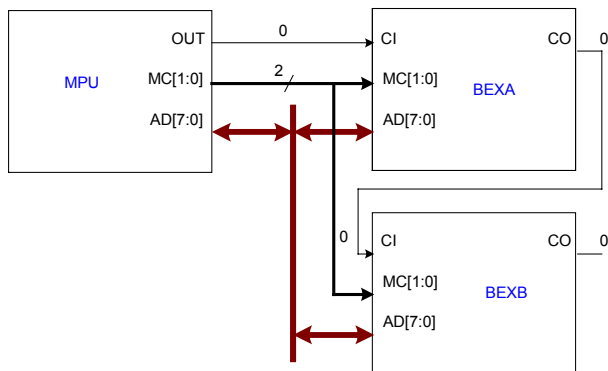 OUT 0 CI CO 0
MPU MC[1:0] 2 MC[1:0] BEXA
AD[7:0] AD[7:0]
0 CI CO 0
MC[1:0] BEXB
AD[7:0]